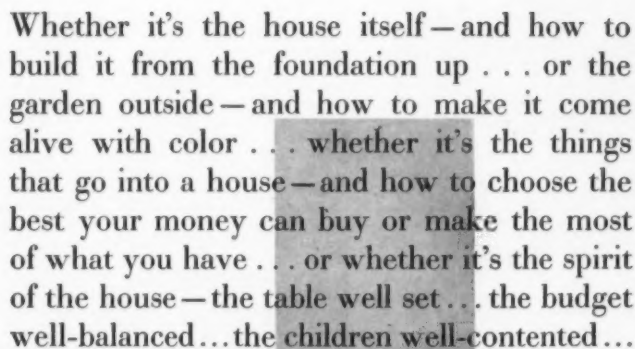 Whether it's the house itself—and how to
build it from the foundation up . . . or the
garden outside—and how to make it come
alive with color . . . whether it's the things
that go into a house—and how to choose the
best your money can buy or make the most
of what you have . . . or whether it's the spirit
of the house—the table well set... the budget
well-balanced...the children well-contented...